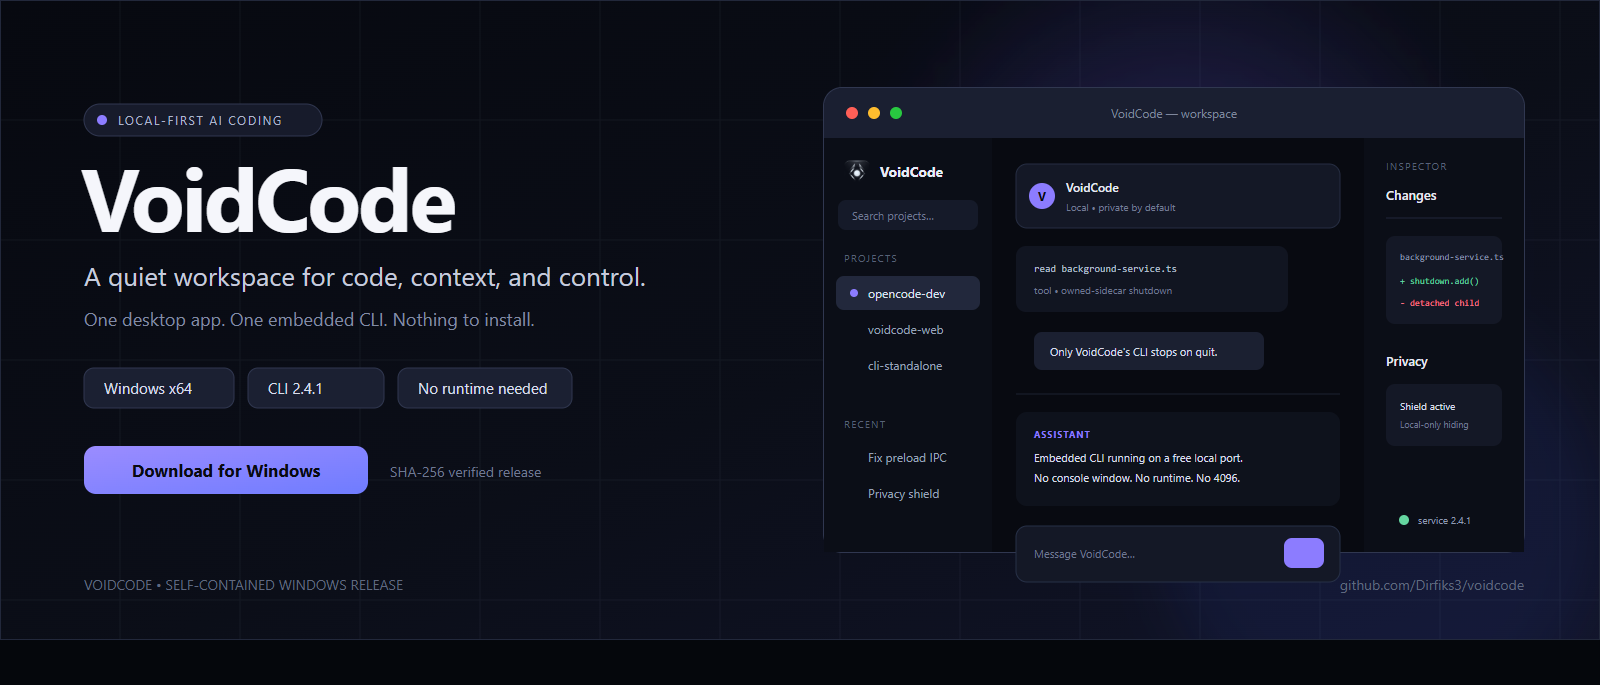 LOCAL-FIRST AI CODING
VoidCode
A quiet workspace for code, context, and control.
One desktop app. One embedded CLI. Nothing to install.
Windows x64
CLI 2.4.1
No runtime needed
Download for Windows
SHA-256 verified release
VOIDCODE • SELF-CONTAINED WINDOWS RELEASE
VoidCode — workspace
VoidCode
Search projects...
PROJECTS
opencode-dev
voidcode-web
cli-standalone
RECENT
Fix preload IPC
Privacy shield
V
VoidCode
Local • private by default
read background-service.ts
tool • owned-sidecar shutdown
Only VoidCode's CLI stops on quit.
ASSISTANT
Embedded CLI running on a free local port.
No console window. No runtime. No 4096.
Message VoidCode...
INSPECTOR
Changes
background-service.ts
+ shutdown.add()
- detached child
Privacy
Shield active
Local-only hiding
service 2.4.1
github.com/Dirfiks3/voidcode